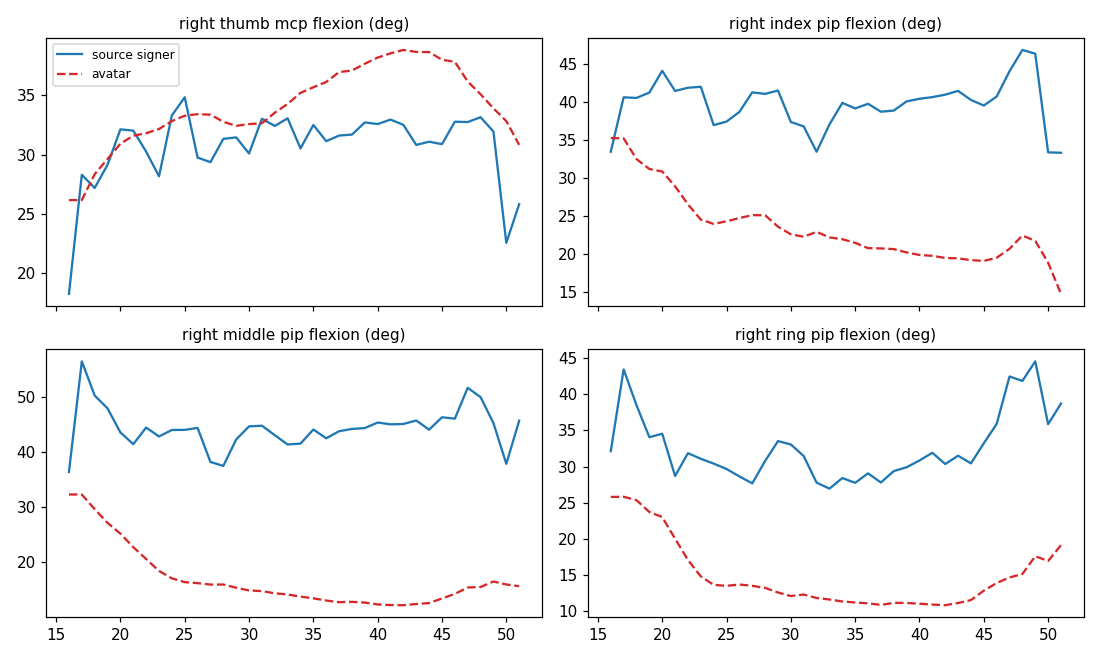 right thumb mcp flexion (deg)
source signer
avatar
35
30
25
20
right index pip flexion (deg)
45
40
35
30
25
20
15
right middle pip flexion (deg)
50
40
30
20
15 20 25 30 35 40 45 50
right ring pip flexion (deg)
45
40
35
30
25
20
15
10
15 20 25 30 35 40 45 50